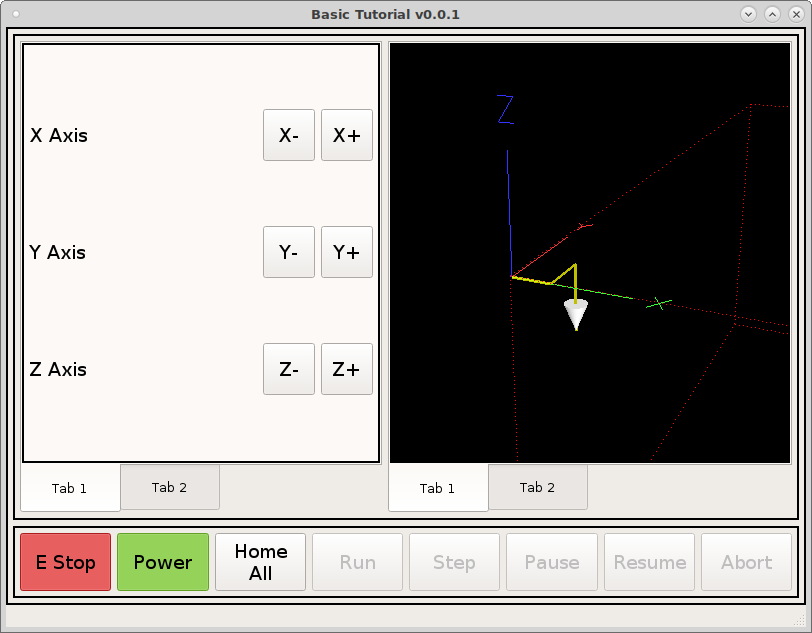 Basic Tutorial v0.0.1
X Axis X- X+
Y Axis Y- Y+
Z Axis Z- Z+
Z
X
Tab 1 Tab 2
Tab 1 Tab 2
E Stop Power Home All Run Step Pause Resume Abort